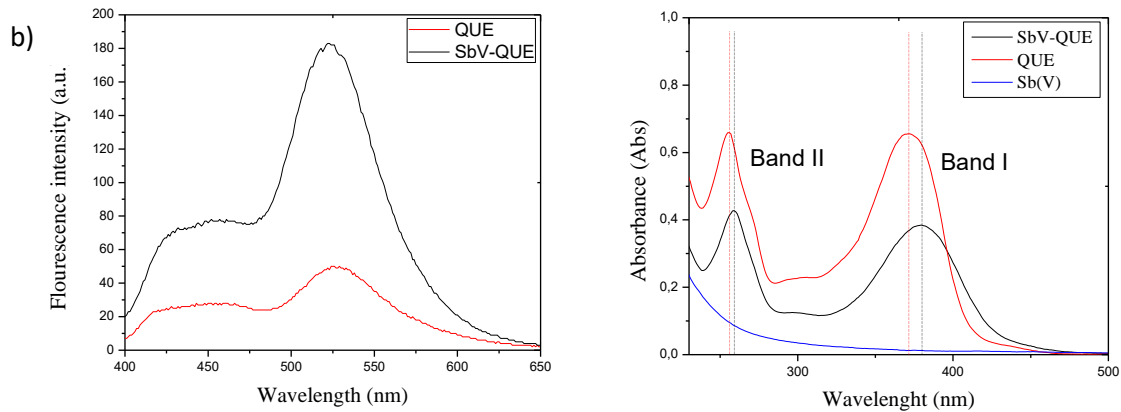 b)
Flourescence intensity (a.u.
200
180
160
140
120
100
80
60
40
20
0
QUE
SbV-QUE
400 450 500 550 600 650
Wavelength (nm)
Absorbance (Abs)
1,0
0,8
0,6
0,4
0,2
0,0
SbV-QUE
QUE
Sb(V)
Band II
Band I
300 400 500
Wavelenght (nm)